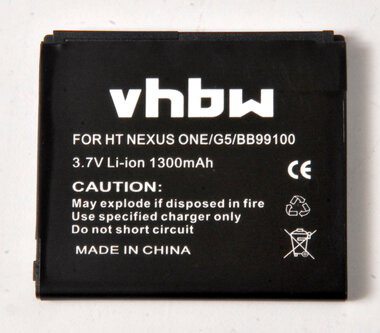 vhbw
FOR HT NEXUS ONE/G5/BB99100
3.7V Li-ion 1300mAh
CE
CAUTION:
May explode if disposed in fire
Use specified charger only
Do not short circuit
MADE IN CHINA